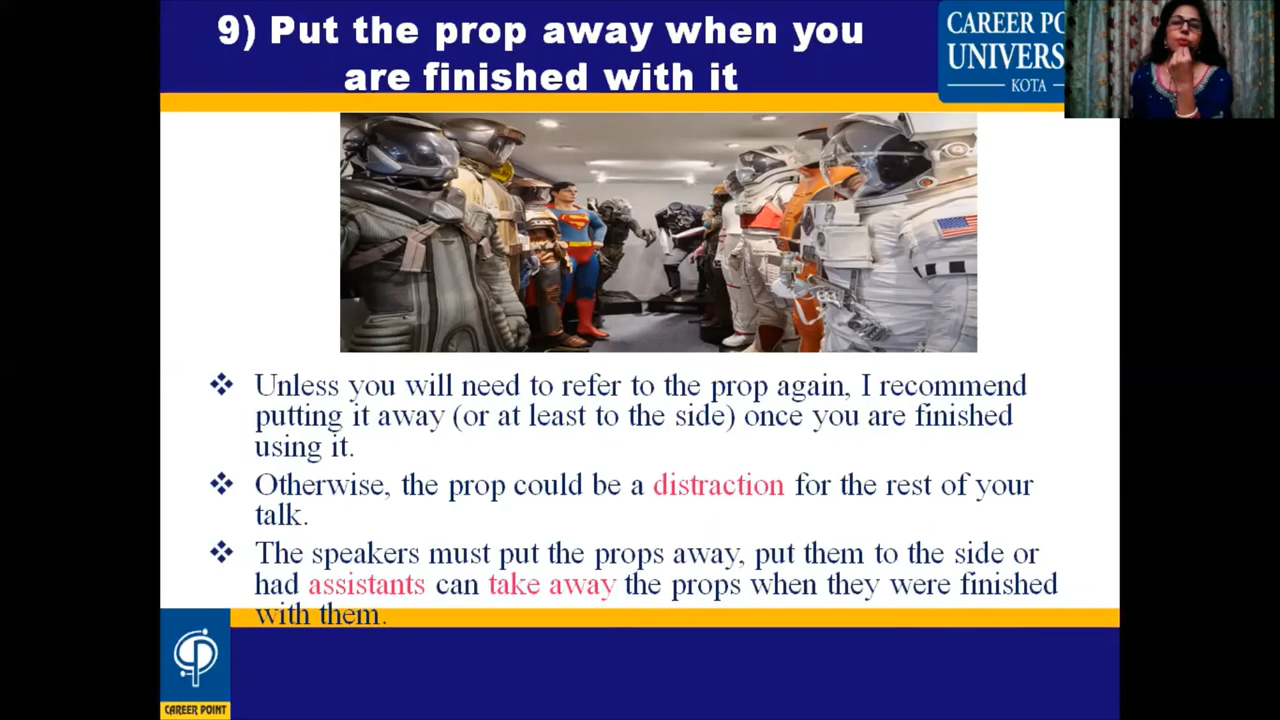 9) Put the prop away when you
are finished with it
CAREER
UNIVERS
KOTA
❖ Unless you will need to refer to the prop again, I recommend
putting it away (or at least to the side) once you are finished
using it.
❖ Otherwise, the prop could be a distraction for the rest of your
talk.
❖ The speakers must put the props away, put them to the side or
had assistants can take away the props when they were finished
with them.
CAREER POINT